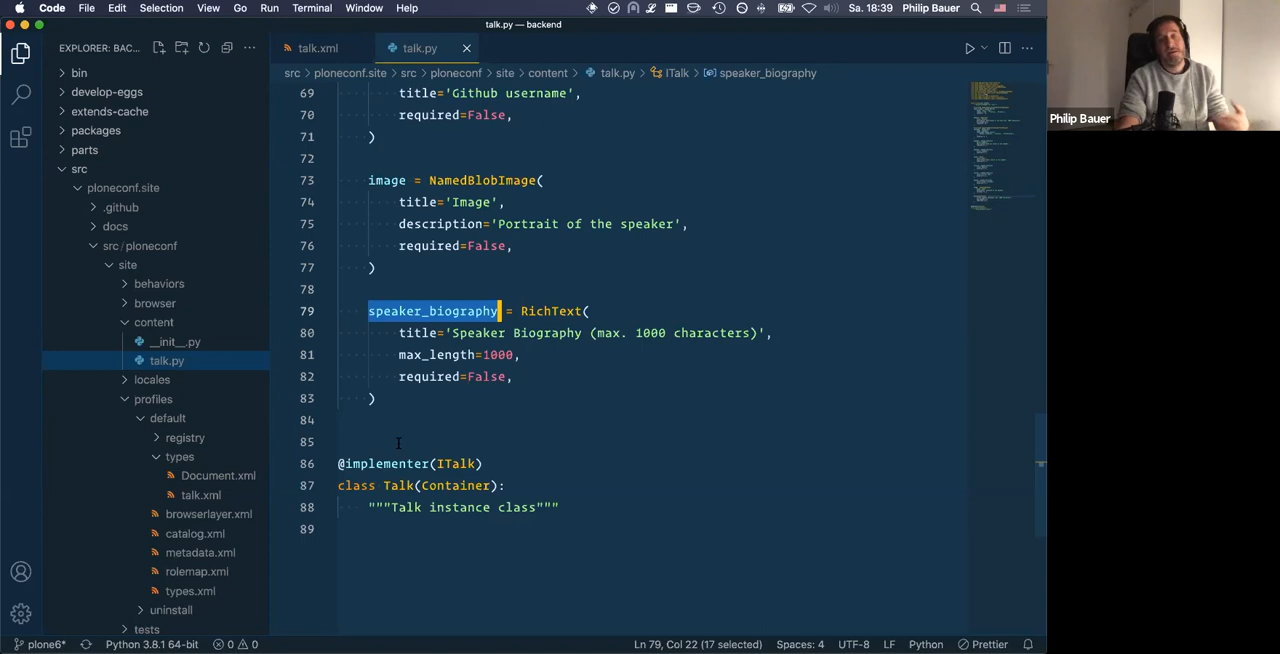 Code File Edit Selection View Go Run Terminal Window Help Sa. 18:39 Philip Bauer
talk.py — backend
EXPLORER: BAC...
talk.xml
talk.py
src > ploneconf.site > src > ploneconf > site > content > talk.py > ITalk > speaker_biography
bin
develop-eggs
extends-cache
packages
parts
src
ploneconf.site
.github
docs
src/ploneconf
site
behaviors
browser
content
__init__.py
talk.py
locales
profiles
default
registry
types
Document.xml
talk.xml
browserlayer.xml
catalog.xml
metadata.xml
rolemap.xml
types.xml
uninstall
tests
69 title='Github username',
70 required=False,
71 )
72
73 image = NamedBlobImage(
74 title='Image',
75 description='Portrait of the speaker',
76 required=False,
77 )
78
79 speaker_biography = RichText(
80 title='Speaker Biography (max. 1000 characters)',
81 max_length=1000,
82 required=False,
83 )
84
85
86 @implementer(ITalk)
87 class Talk(Container):
88 """Talk instance class"""
89
Philip Bauer
plone6* Python 3.8.1 64-bit 0 0 Ln 79, Col 22 (17 selected) Spaces: 4 UTF-8 LF Python Prettier